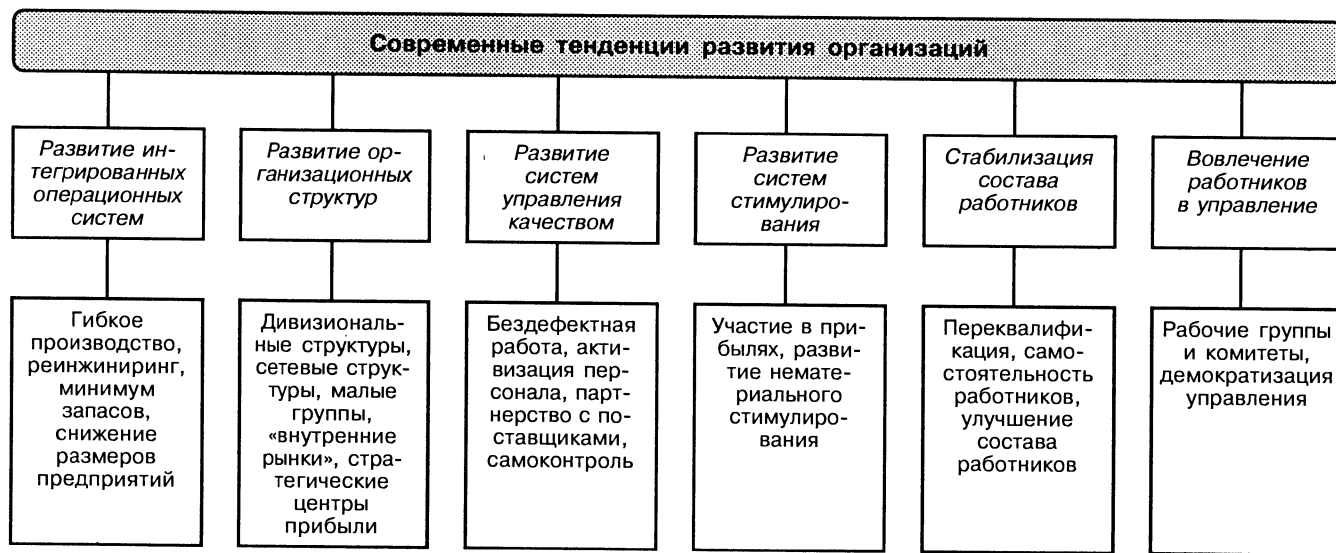 Современные тенденции развития организаций
Развитие ин-
тегрированных
операционных
систем
Развитие ор-
ганизационных
структур
Развитие
систем
управления
качеством
Развитие
систем
стимулиро-
вания
Стабилизация
состава
работников
Вовлечение
работников
в управление
Гибкое
производство,
реинжиниринг,
минимум
запасов,
снижение
размеров
предприятий
Дивизиональ-
ные структуры,
сетевые струк-
туры, малые
группы,
«внутренние
рынки», стра-
тегические
центры
прибыли
Бездефектная
работа, акти-
визация пер-
сонала, парт-
нерство с по-
ставщиками,
самоконтроль
Участие в при-
былях, разви-
тие немате-
риального
стимулиро-
вания
Переквалифи-
кация, само-
стоятельность
работников,
улучшение
состава
работников
Рабочие группы
и комитеты,
демократизация
управления